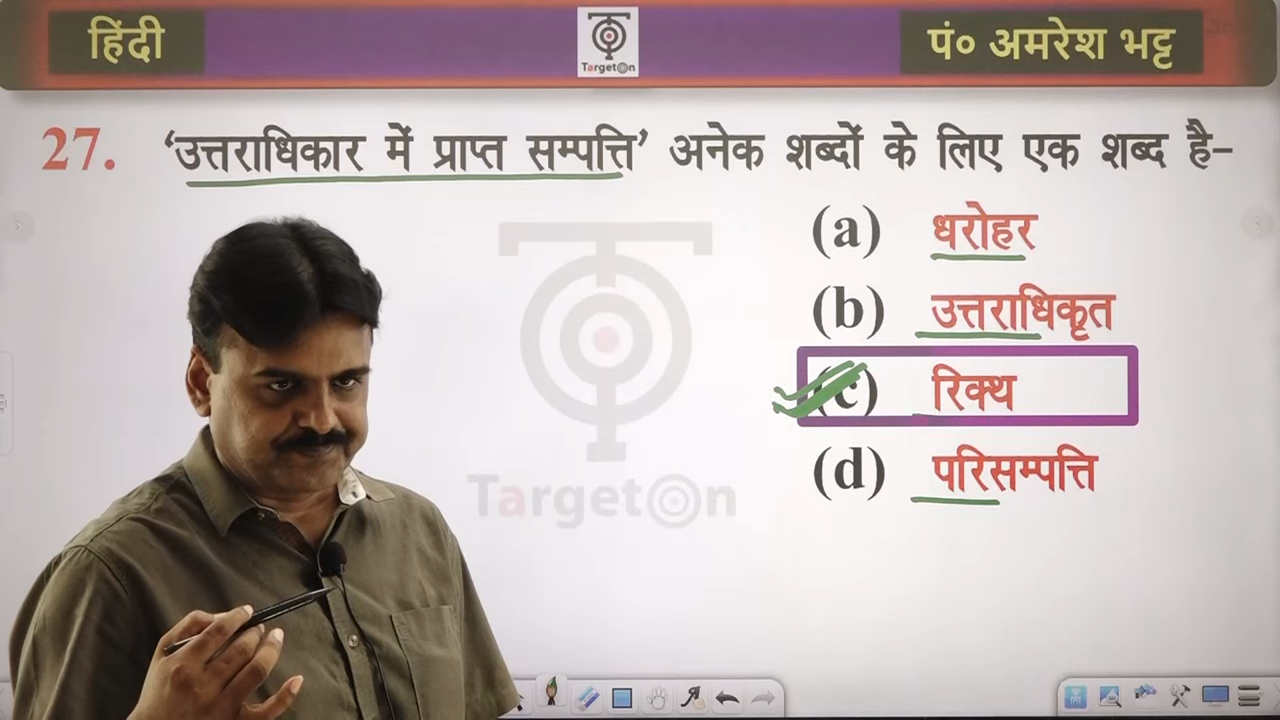 हिंदी
TargetOn
पं० अमरेश भट्ट
27. ‘उत्तराधिकार में प्राप्त सम्पत्ति’ अनेक शब्दों के लिए एक शब्द है-
(a) धरोहर
(b) उत्तराधिकृत
(c) रिक्थ
(d) परिसम्पत्ति
TargetOn